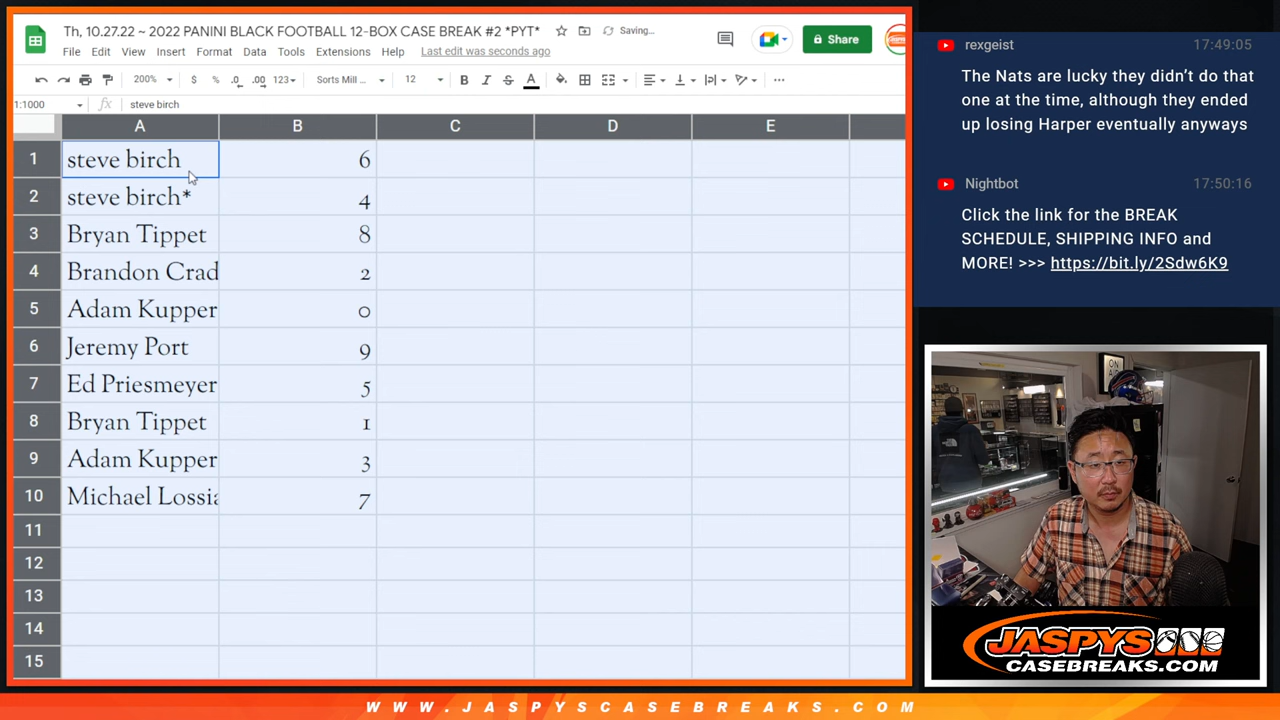 Th, 10.27.22 ~ 2022 PANINI BLACK FOOTBALL 12-BOX CASE BREAK #2 *PYT*
Saving...
File Edit View Insert Format Data Tools Extensions Help Last edit was seconds ago
Share
200% $ % .0 .00 123 Sorts Mill ... 12 B I S A
1:1000 fx steve birch
A B C D E
1 steve birch 6
2 steve birch* 4
3 Bryan Tippet 8
4 Brandon Crad 2
5 Adam Kupper 0
6 Jeremy Port 9
7 Ed Priesmeyer 5
8 Bryan Tippet 1
9 Adam Kupper 3
10 Michael Lossia 7
11
12
13
14
15
rexgeist 17:49:05
The Nats are lucky they didn't do that
one at the time, although they ended
up losing Harper eventually anyways
Nightbot 17:50:16
Click the link for the BREAK
SCHEDULE, SHIPPING INFO and
MORE! >>> https://bit.ly/2Sdw6K9
ON
AIR
JASPYS
CASEBREAKS.COM
WWW.JASPYSCASEBREAKS.COM